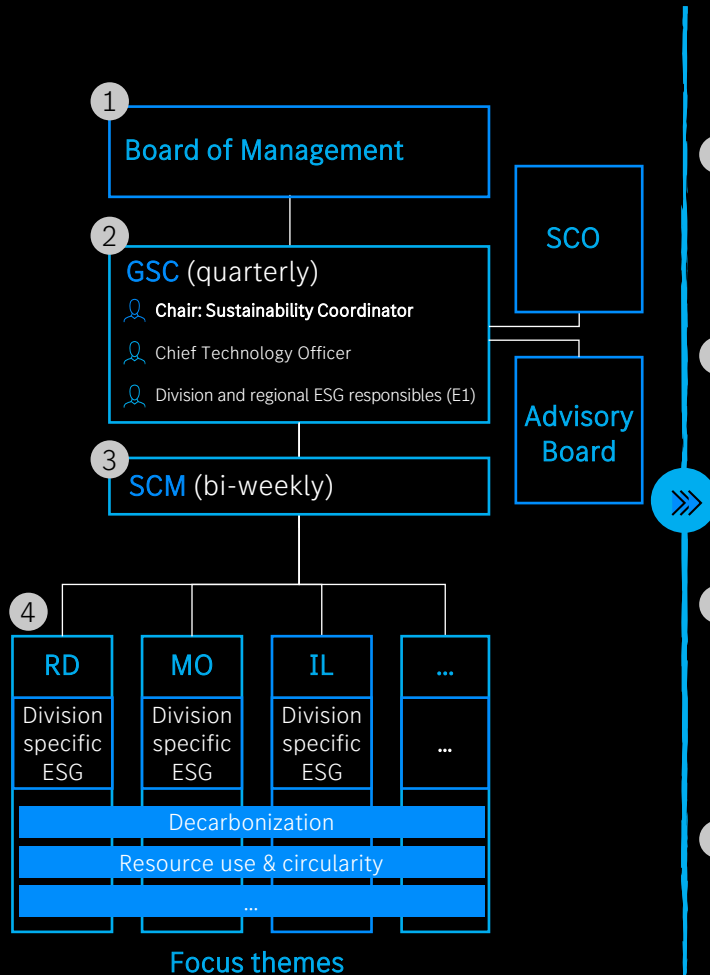 1
Board of Management
SCO
2
GSC (quarterly)
Chair: Sustainability Coordinator
Chief Technology Officer
Division and regional ESG responsibles (E1)
Advisory
Board
3
SCM (bi-weekly)
4
RD
MO
IL
...
Division
specific
ESG
Division
specific
ESG
Division
specific
ESG
...
Decarbonization
Resource use & circularity
...
Focus themes